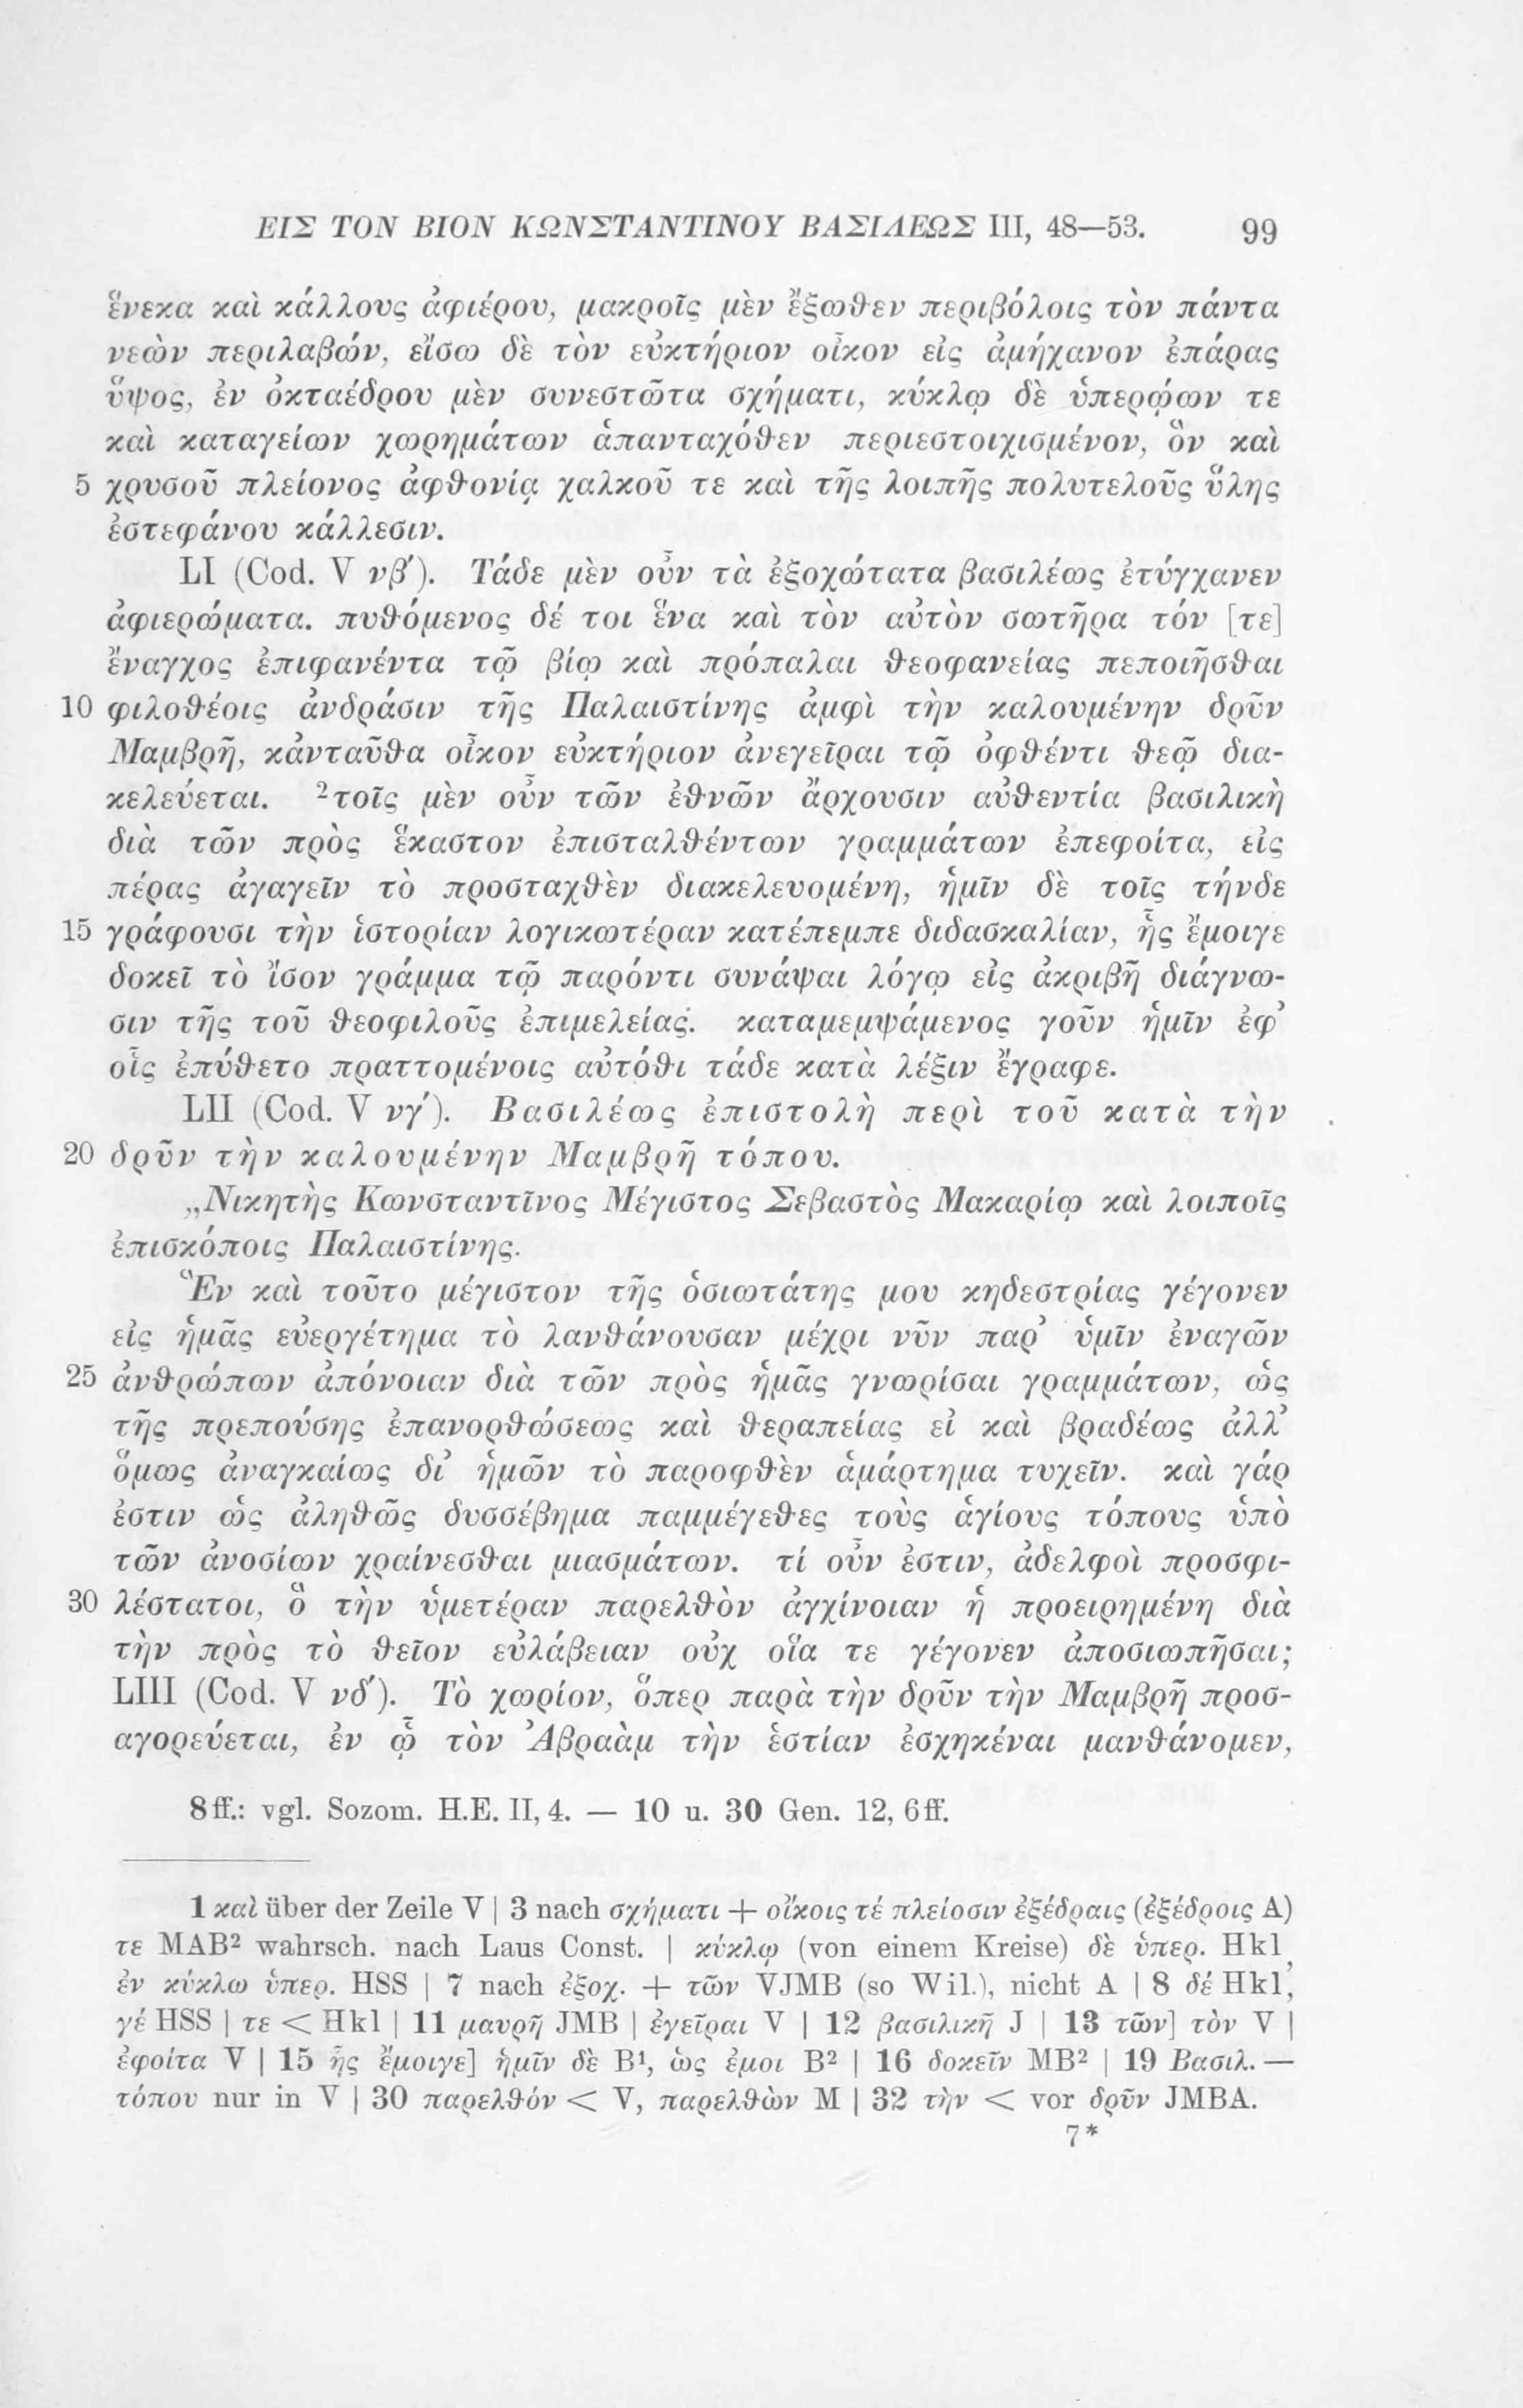 ΕΙΣ ΤΟΝ ΒΙΟΝ ΚΩΝΣΤΑΝΤΙΝΟΥ ΒΑΣΙΛΕΩΣ III, 48—53. 99
ἕνεκα καὶ κάλλους ἀφιέρου, μακροῖς μὲν ἔξωθεν περιβόλοις τὸν πάντα
νεὼν περιλαβών, εἴσω δὲ τὸν εὐκτήριον οἶκον εἰς ἀμήχανον ἐπάρας
ὕψος, ἐν ὀκταέδρου μὲν συνεστῶτα σχήματι, κύκλῳ δὲ ὑπερῴων τε
καὶ καταγείων χωρημάτων ἁπανταχόθεν περιεστοιχισμένον, ὃν καὶ
5 χρυσοῦ πλείονος ἀφθονίᾳ χαλκοῦ τε καὶ τῆς λοιπῆς πολυτελοῦς ὕλης
ἐστεφάνου κάλλεσιν.
LI (Cod. V νβ′). Τάδε μὲν οὖν τὰ ἐξοχώτατα βασιλέως ἐτύγχανεν
ἀφιερώματα. πυθόμενος δέ τοι ἕνα καὶ τὸν αὐτὸν σωτῆρα τόν [τε]
ἔναγχος ἐπιφανέντα τῷ βίῳ καὶ πρόπαλαι θεοφανείας πεποιῆσθαι
10 φιλοθέοις ἀνδράσιν τῆς Παλαιστίνης ἀμφὶ τὴν καλουμένην δρῦν
Μαμβρῆ, κἀνταῦθα οἶκον εὐκτήριον ἀνεγεῖραι τῷ ὀφθέντι θεῷ δια-
κελεύεται. ²τοῖς μὲν οὖν τῶν ἐθνῶν ἄρχουσιν αὐθεντία βασιλικὴ
διὰ τῶν πρὸς ἕκαστον ἐπισταλθέντων γραμμάτων ἐπεφοίτα, εἰς
πέρας ἀγαγεῖν τὸ προσταχθὲν διακελευομένη, ἡμῖν δὲ τοῖς τήνδε
15 γράφουσι τὴν ἱστορίαν λογικωτέραν κατέπεμπε διδασκαλίαν, ἧς ἔμοιγε
δοκεῖ τὸ ἴσον γράμμα τῷ παρόντι συνάψαι λόγῳ εἰς ἀκριβῆ διάγνω-
σιν τῆς τοῦ θεοφιλοῦς ἐπιμελείας. καταμεμψάμενος γοῦν ἡμῖν ἐφ᾽
οἷς ἐπύθετο πραττομένοις αὐτόθι τάδε κατὰ λέξιν ἔγραφε.
LII (Cod. V νγ′). Βασιλέως ἐπιστολὴ περὶ τοῦ κατὰ τὴν
20 δρῦν τὴν καλουμένην Μαμβρῆ τόπου.
„Νικητὴς Κωνσταντῖνος Μέγιστος Σεβαστὸς Μακαρίῳ καὶ λοιποῖς
ἐπισκόποις Παλαιστίνης.
Ἓν καὶ τοῦτο μέγιστον τῆς ὁσιωτάτης μου κηδεστρίας γέγονεν
εἰς ἡμᾶς εὐεργέτημα τὸ λανθάνουσαν μέχρι νῦν παρ᾽ ὑμῖν ἐναγῶν
25 ἀνθρώπων ἀπόνοιαν διὰ τῶν πρὸς ἡμᾶς γνωρίσαι γραμμάτων, ὡς
τῆς πρεπούσης ἐπανορθώσεως καὶ θεραπείας εἰ καὶ βραδέως ἀλλ᾽
ὅμως ἀναγκαίως δι᾽ ἡμῶν τὸ παροφθὲν ἁμάρτημα τυχεῖν. καὶ γάρ
ἐστιν ὡς ἀληθῶς δυσσέβημα παμμέγεθες τοὺς ἁγίους τόπους ὑπὸ
τῶν ἀνοσίων χραίνεσθαι μιασμάτων. τί οὖν ἐστιν, ἀδελφοὶ προσφι-
30 λέστατοι, ὃ τὴν ὑμετέραν παρελθὸν ἀγχίνοιαν ἡ προειρημένη διὰ
τὴν πρὸς τὸ θεῖον εὐλάβειαν οὐχ οἵα τε γέγονεν ἀποσιωπῆσαι;
LIII (Cod. V νδ′). Τὸ χωρίον, ὅπερ παρὰ τὴν δρῦν τὴν Μαμβρῆ προσ-
αγορεύεται, ἐν ᾧ τὸν Ἀβραὰμ τὴν ἑστίαν ἐσχηκέναι μανθάνομεν,
8ff.: vgl. Sozom. H.E. II, 4. — 10 u. 30 Gen. 12, 6ff.
1 καὶ über der Zeile V | 3 nach σχήματι + οἴκοις τέ πλείοσιν ἐξέδραις (ἐξέδροις A)
τε MAB² wahrsch. nach Laus Const. | κύκλῳ (von einem Kreise) δὲ ὑπερ. Hkl,
ἐν κύκλω ὑπερ. HSS | 7 nach ἐξοχ. + τῶν VJMB (so Wil.), nicht A | 8 δέ Hkl,
γέ HSS | τε < Hkl | 11 μαυρῆ JMB | ἐγεῖραι V | 12 βασιλικῆ J | 13 τῶν] τὸν V |
ἐφοίτα V | 15 ἧς ἔμοιγε] ἡμῖν δὲ B¹, ὡς ἐμοι B² | 16 δοκεῖν MB² | 19 Βασιλ. —
τόπου nur in V | 30 παρελθόν < V, παρελθὼν M | 32 τὴν < vor δρῦν JMBA.
7*